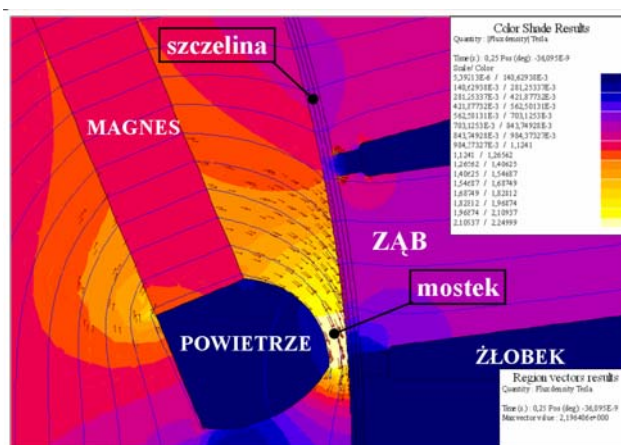 szczelina
MAGNES
ZĄB
mostek
POWIETRZE
ŻŁOBEK
Color Shade Results
Quantity : |Flux density| Tesla
Time (s.) : 0,25 Pos (deg): -36,095E-9
Scale / Color
5,39213E-6 / 140,62938E-3
140,62938E-3 / 281,25337E-3
281,25337E-3 / 421,87732E-3
421,87732E-3 / 562,50131E-3
562,50131E-3 / 703,1253E-3
703,1253E-3 / 843,74928E-3
843,74928E-3 / 984,37327E-3
984,37327E-3 / 1,1241
1,1241 / 1,26562
1,26562 / 1,40625
1,40625 / 1,54687
1,54687 / 1,68749
1,68749 / 1,82812
1,82812 / 1,96874
1,96874 / 2,10937
2,10937 / 2,24999
Region vectors results
Quantity : Flux density Tesla
Time (s.) : 0,25 Pos (deg): -36,095E-9
Max vector value : 2,196406e+000